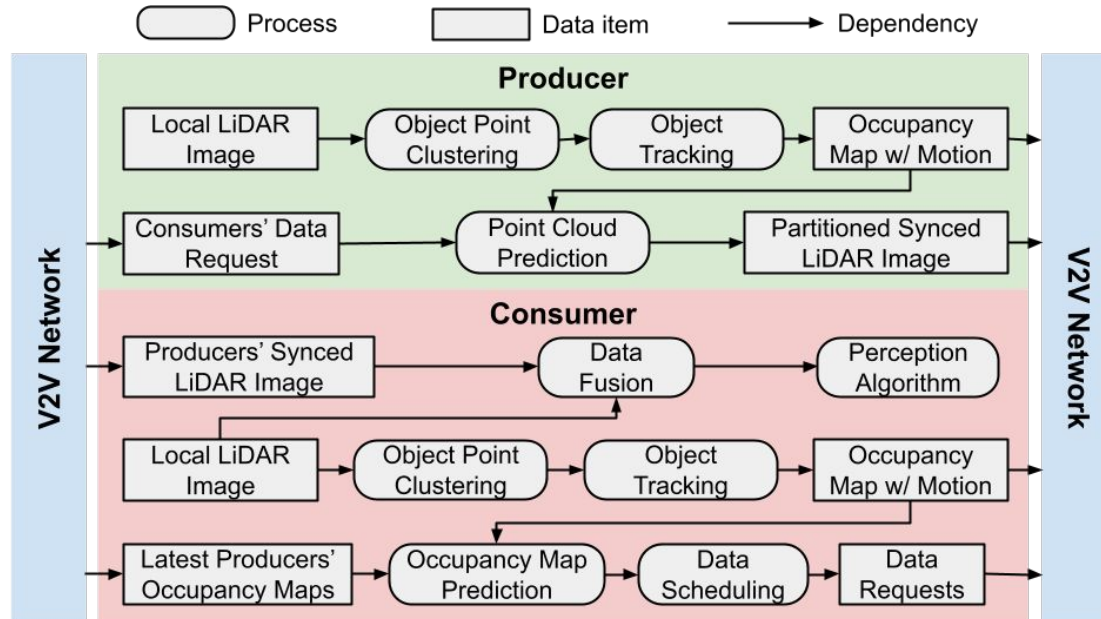 Process
Data item
Dependency
V2V Network
Producer
Local LiDAR
Image
Object Point
Clustering
Object
Tracking
Occupancy
Map w/ Motion
Consumers' Data
Request
Point Cloud
Prediction
Partitioned Synced
LiDAR Image
Consumer
Producers' Synced
LiDAR Image
Data
Fusion
Perception
Algorithm
Local LiDAR
Image
Object Point
Clustering
Object
Tracking
Occupancy
Map w/ Motion
Latest Producers'
Occupancy Maps
Occupancy Map
Prediction
Data
Scheduling
Data
Requests
V2V Network